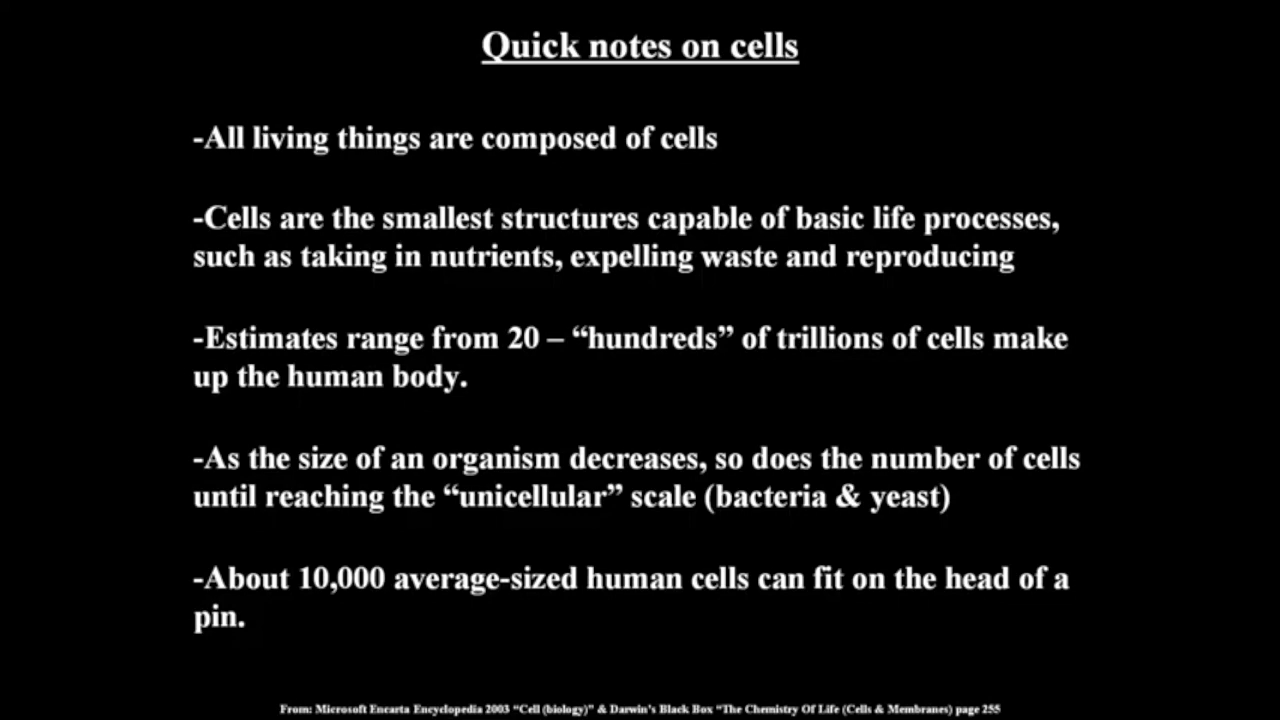 Quick notes on cells
-All living things are composed of cells
-Cells are the smallest structures capable of basic life processes,
such as taking in nutrients, expelling waste and reproducing
-Estimates range from 20 – “hundreds” of trillions of cells make
up the human body.
-As the size of an organism decreases, so does the number of cells
until reaching the “unicellular” scale (bacteria & yeast)
-About 10,000 average-sized human cells can fit on the head of a
pin.
From: Microsoft Encarta Encyclopedia 2003 “Cell (biology)” & Darwin's Black Box “The Chemistry Of Life (Cells & Membranes) page 255